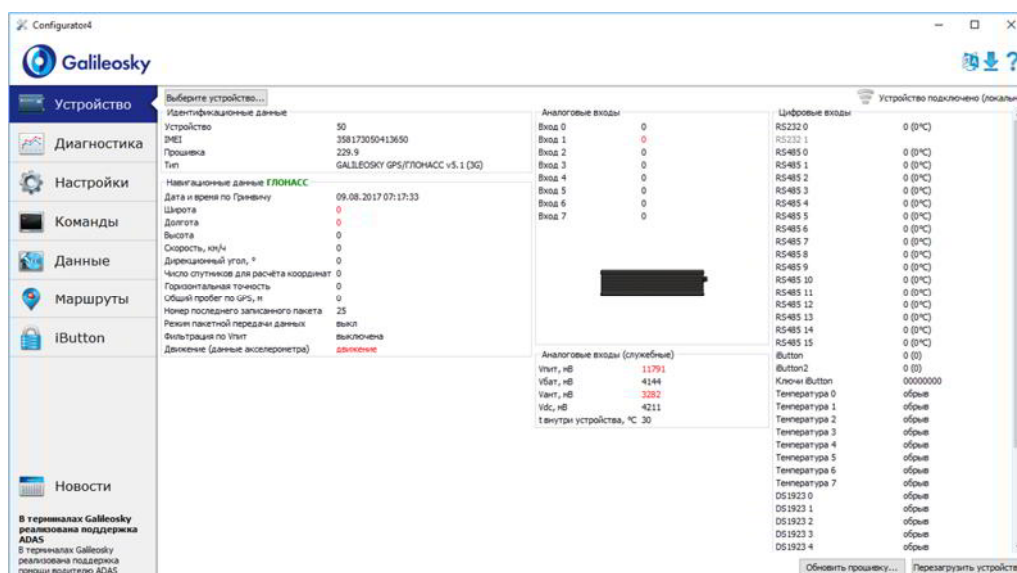 Configurator4
Galileosky
Устройство
Диагностика
Настройки
Команды
Данные
Маршруты
iButton
Новости
В терминалах Galileosky
реализована поддержка
ADAS
В терминалах Galileosky
реализована поддержка
помощи водителю ADAS
Выберите устройство...
Устройство подключено (локальн
Идентификационные данные
Устройство 50
IMEI 358173050413650
Прошивка 229.9
Тип GALILEOSKY GPS/ГЛОНАСС v5.1 (3G)
Навигационные данные ГЛОНАСС
Дата и время по Гринвичу 09.08.2017 07:17:33
Широта 0
Долгота 0
Высота 0
Скорость, км/ч 0
Дирекционный угол, ° 0
Число спутников для расчёта координат 0
Горизонтальная точность 0
Общий пробег по GPS, м 0
Номер последнего записанного пакета 25
Режим пакетной передачи данных выкл
Фильтрация по Vпит выключена
Движение (данные акселерометра) движение
Аналоговые входы
Вход 0 0
Вход 1 0
Вход 2 0
Вход 3 0
Вход 4 0
Вход 5 0
Вход 6 0
Вход 7 0
Аналоговые входы (служебные)
Vпит, мВ 11791
Vбат, мВ 4144
Vант, мВ 3282
Vdc, мВ 4211
t внутри устройства, °C 30
Цифровые входы
RS232 0 0 (0°C)
RS232 1
RS485 0 0 (0°C)
RS485 1 0 (0°C)
RS485 2 0 (0°C)
RS485 3 0 (0°C)
RS485 4 0 (0°C)
RS485 5 0 (0°C)
RS485 6 0 (0°C)
RS485 7 0 (0°C)
RS485 8 0 (0°C)
RS485 9 0 (0°C)
RS485 10 0 (0°C)
RS485 11 0 (0°C)
RS485 12 0 (0°C)
RS485 13 0 (0°C)
RS485 14 0 (0°C)
RS485 15 0 (0°C)
iButton 0 (0)
iButton2 0 (0)
Ключи iButton 00000000
Температура 0 обрыв
Температура 1 обрыв
Температура 2 обрыв
Температура 3 обрыв
Температура 4 обрыв
Температура 5 обрыв
Температура 6 обрыв
Температура 7 обрыв
DS1923 0 обрыв
DS1923 1 обрыв
DS1923 2 обрыв
DS1923 3 обрыв
DS1923 4 обрыв
Обновить прошивку...
Перезагрузить устройств